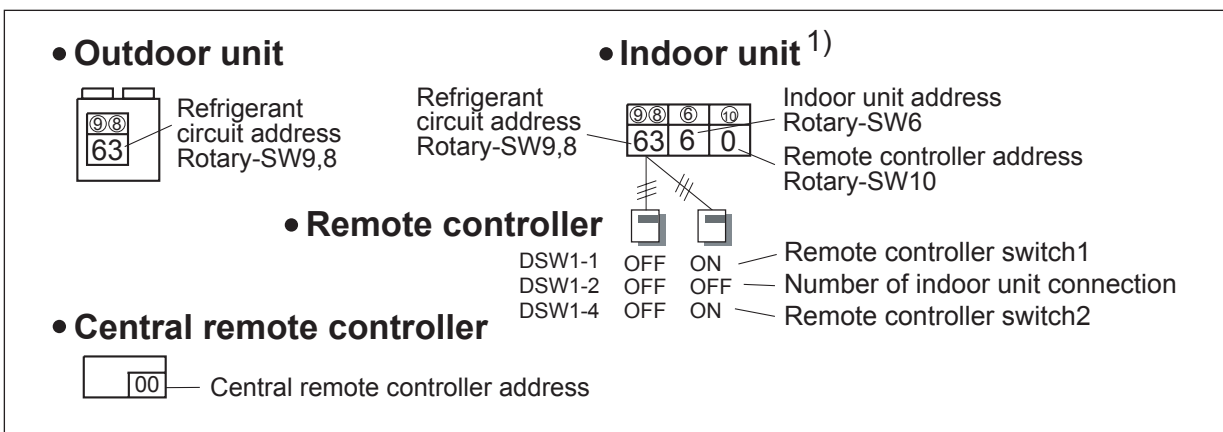 • Outdoor unit
⑨⑧
63
Refrigerant
circuit address
Rotary-SW9,8
• Indoor unit 1)
Refrigerant
circuit address
Rotary-SW9,8
⑨⑧ ⑥ ⑩
63 6 0
Indoor unit address
Rotary-SW6
Remote controller address
Rotary-SW10
• Remote controller
DSW1-1 OFF ON Remote controller switch1
DSW1-2 OFF OFF Number of indoor unit connection
DSW1-4 OFF ON Remote controller switch2
• Central remote controller
00 Central remote controller address